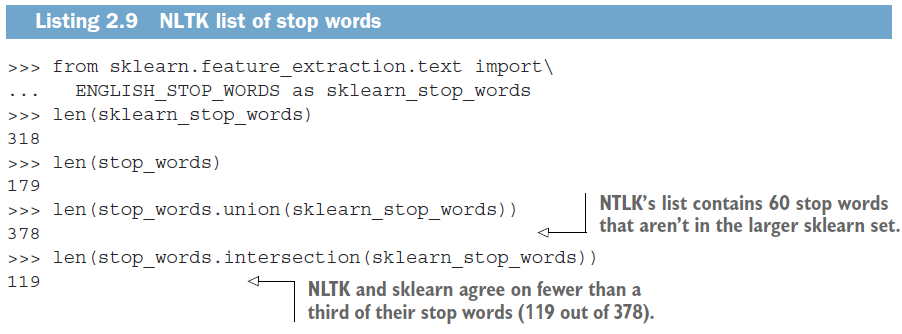 Listing 2.9 NLTK list of stop words
>>> from sklearn.feature_extraction.text import\
... ENGLISH_STOP_WORDS as sklearn_stop_words
>>> len(sklearn_stop_words)
318
>>> len(stop_words)
179
>>> len(stop_words.union(sklearn_stop_words))
378
NTLK's list contains 60 stop words
that aren't in the larger sklearn set.
>>> len(stop_words.intersection(sklearn_stop_words))
119
NLTK and sklearn agree on fewer than a
third of their stop words (119 out of 378).